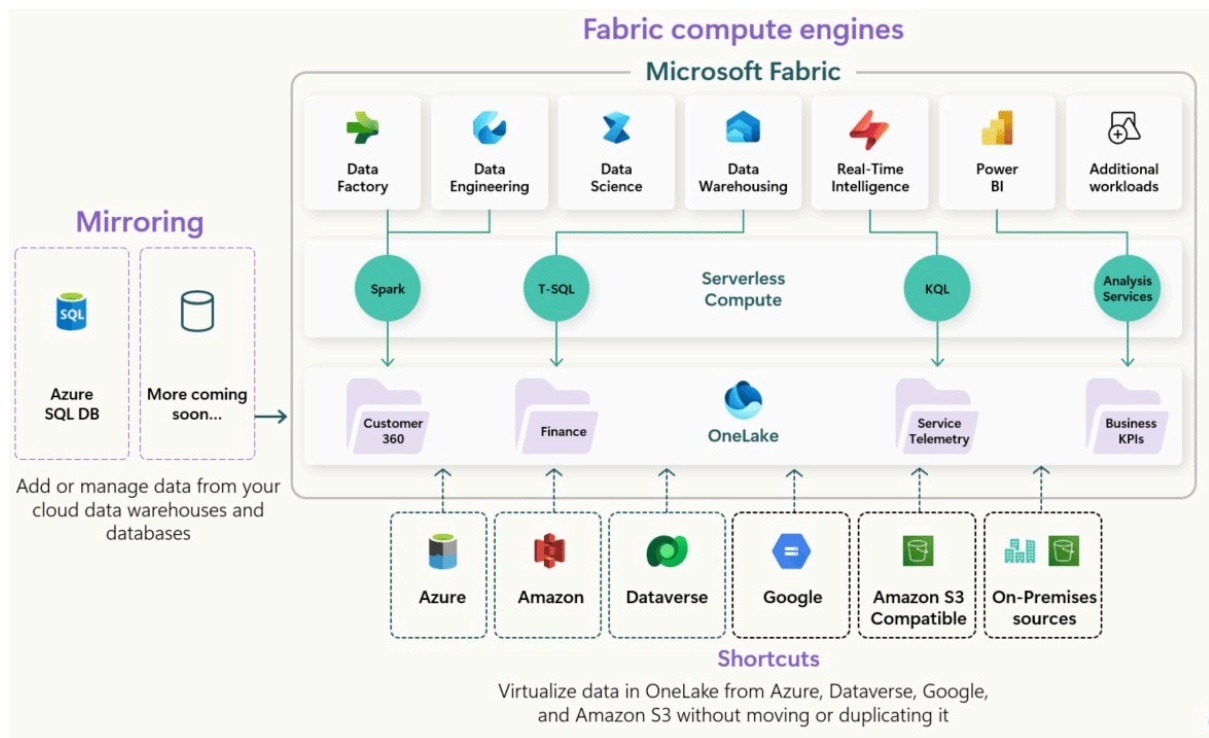 Fabric compute engines
Microsoft Fabric
Data
Factory
Data
Engineering
Data
Science
Data
Warehousing
Real-Time
Intelligence
Power
BI
Additional
workloads
Mirroring
SQL
Azure
SQL DB
More coming
soon...
Add or manage data from your
cloud data warehouses and
databases
Spark
T-SQL
Serverless
Compute
KQL
Analysis
Services
Customer
360
Finance
OneLake
Service
Telemetry
Business
KPIs
Azure
Amazon
Dataverse
Google
Amazon S3
Compatible
On-Premises
sources
Shortcuts
Virtualize data in OneLake from Azure, Dataverse, Google,
and Amazon S3 without moving or duplicating it